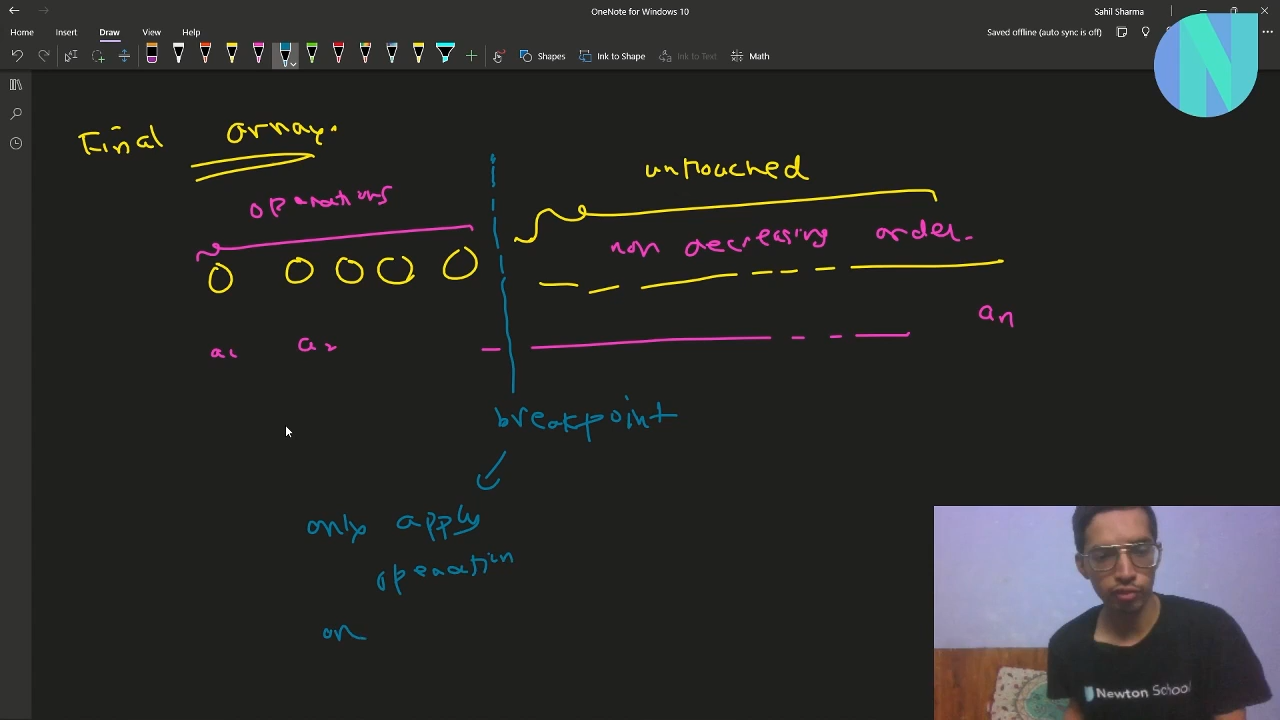 OneNote for Windows 10
Sahil Sharma
Home Insert Draw View Help
Saved offline (auto sync is off)
Shapes Ink to Shape Ink to Text Math
Final array.
untouched
operations
non decreasing order.
a1 a2 an
breakpoint
only apply
operation
on
Newton School